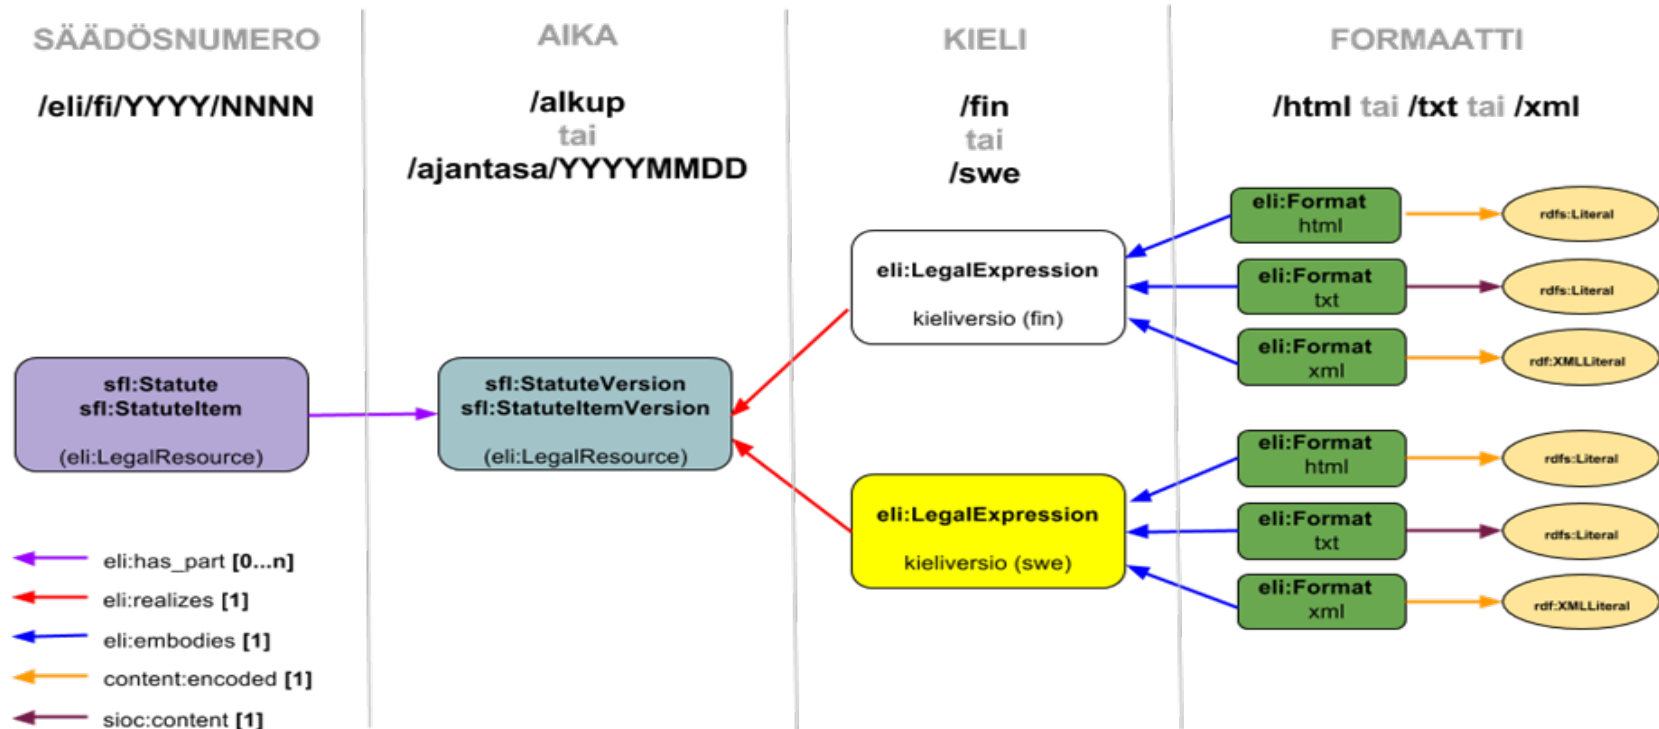 SÄÄDÖSNUMERO
/eli/fi/YYYY/NNNN
sfl:Statute
sfl:StatuteItem
(eli:LegalResource)
eli:has_part [0...n]
eli:realizes [1]
eli:embodies [1]
content:encoded [1]
sioc:content [1]
AIKA
/alkup
tai
/ajantasa/YYYYMMDD
sfl:StatuteVersion
sfl:StatuteItemVersion
(eli:LegalResource)
KIELI
/fin
tai
/swe
eli:LegalExpression
kieliversio (fin)
eli:LegalExpression
kieliversio (swe)
FORMAATTI
/html tai /txt tai /xml
eli:Format
html
rdfs:Literal
eli:Format
txt
rdfs:Literal
eli:Format
xml
rdf:XMLLiteral
eli:Format
html
rdfs:Literal
eli:Format
txt
rdfs:Literal
eli:Format
xml
rdf:XMLLiteral